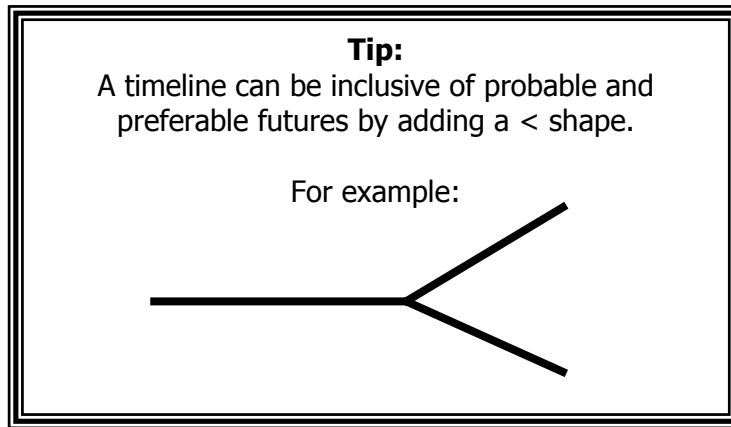 Tip:
A timeline can be inclusive of probable and
preferable futures by adding a < shape.
For example: